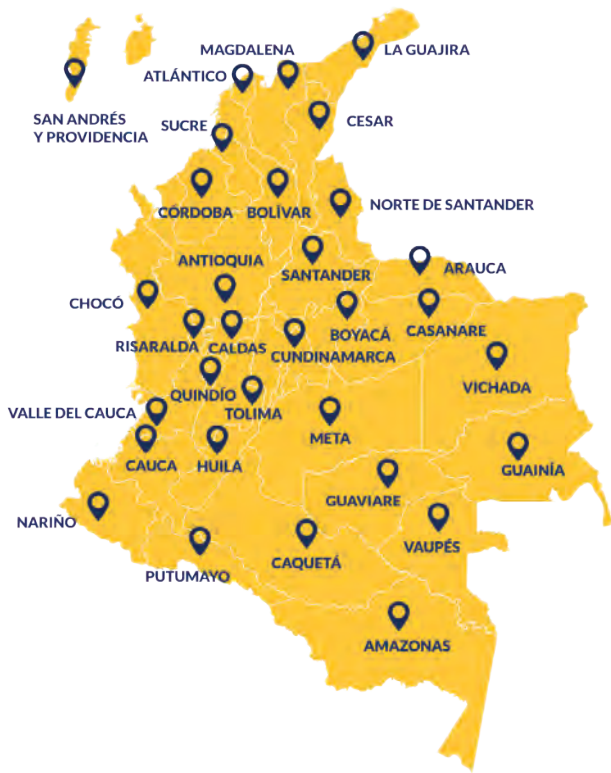 MAGDALENA
LA GUAJIRA
ATLÁNTICO
SAN ANDRÉS
Y PROVIDENCIA
SUCRE
CESAR
CÓRDOBA
BOLÍVAR
NORTE DE SANTANDER
ANTIOQUIA
SANTANDER
ARAUCA
CHOCÓ
BOYACÁ
CASANARE
RISARALDA
CALDAS
CUNDINAMARCA
VICHADA
QUINDÍO
VALLE DEL CAUCA
TOLIMA
META
CAUCA
HUILA
GUAINÍA
GUAVIARE
NARIÑO
VAUPÉS
CAQUETÁ
PUTUMAYO
AMAZONAS